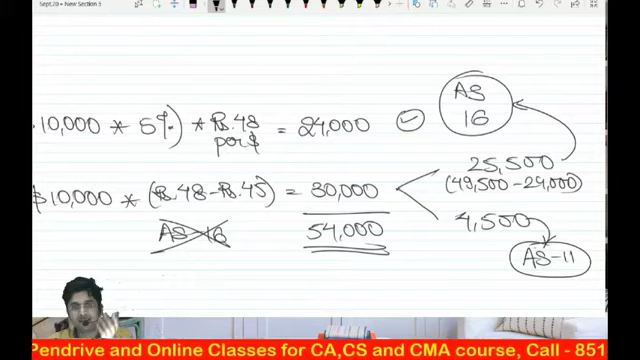 Sept.20 – New Section 3
10,000 * 5%) * Rs.48 per $ = 24,000
AS 16
$10,000 * (Rs.48 - Rs.45) = 30,000
25,500
(49,500 - 24,000)
AS-16
54,000
4,500
AS-11
Pendrive and Online Classes for CA,CS and CMA course, Call - 851